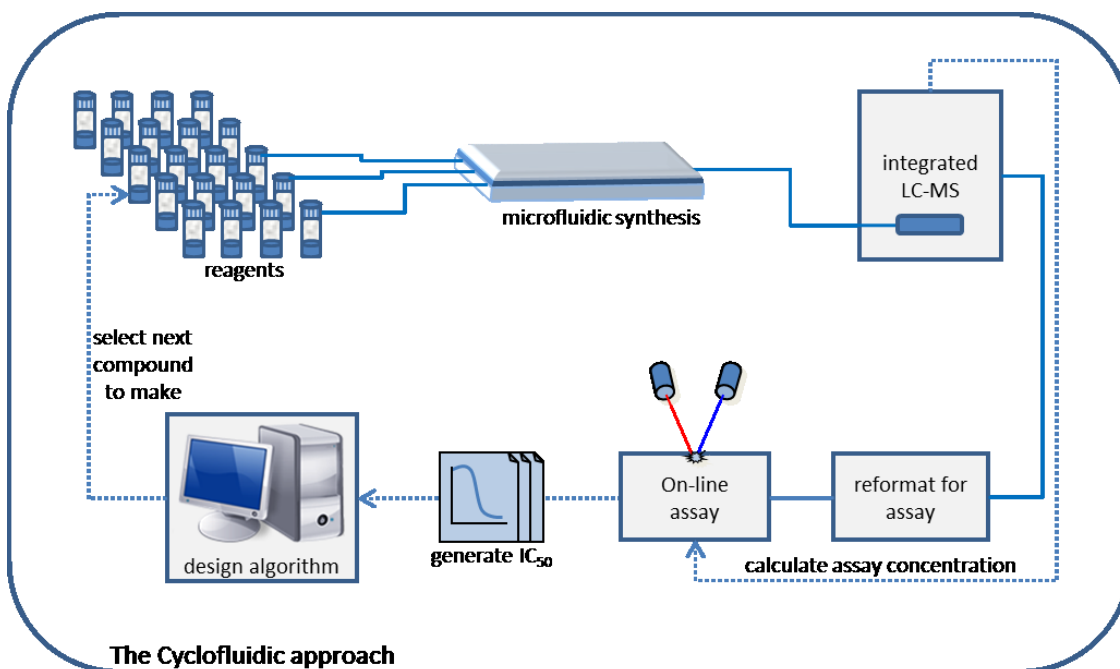 integrated
LC-MS
microfluidic synthesis
reagents
select next
compound
to make
On-line
assay
reformat for
assay
generate IC₅₀
design algorithm
calculate assay concentration
The Cyclofluidic approach